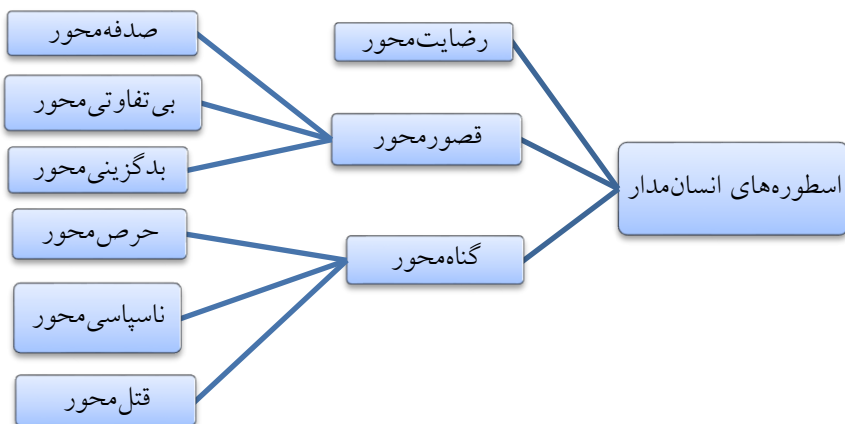 اسطوره‌های انسان‌مدار
رضایت‌محور
قصورمحور
گناه‌محور
صدفه‌محور
بی‌تفاوتی‌محور
بدگزینی‌محور
حرص‌محور
ناسپاسی‌محور
قتل‌محور